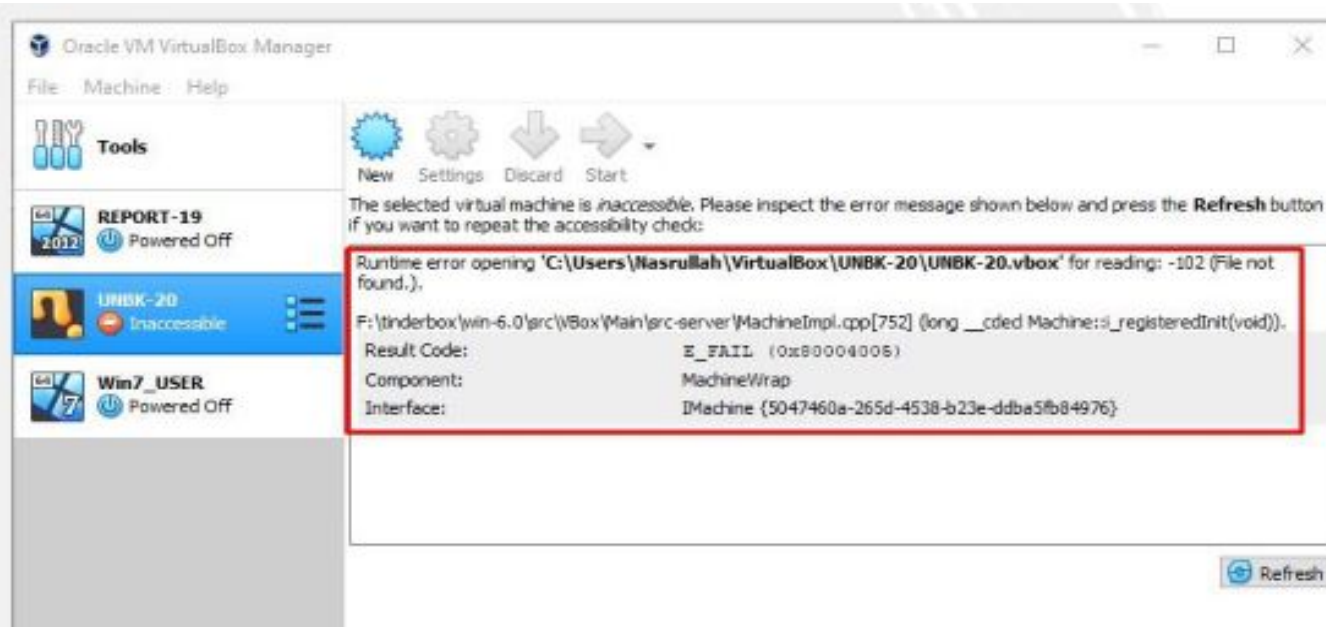 Oracle VM VirtualBox Manager
File Machine Help
Tools
New Settings Discard Start
REPORT-19
Powered Off
UNBK-20
Inaccessible
Win7_USER
Powered Off
The selected virtual machine is inaccessible. Please inspect the error message shown below and press the Refresh button
if you want to repeat the accessibility check:
Runtime error opening 'C:\Users\Nasrullah\VirtualBox\UNBK-20\UNBK-20.vbox' for reading: -102 (File not
found.).
F:\tinderbox\win-6.0\src\VBox\Main\src-server\MachineImpl.cpp[752] (long __cdecl Machine::i_registeredInit(void)).
Result Code: E_FAIL (0x80004005)
Component: MachineWrap
Interface: IMachine {5047460a-265d-4538-b23e-ddba5fb84976}
Refresh
64
2012
64
7